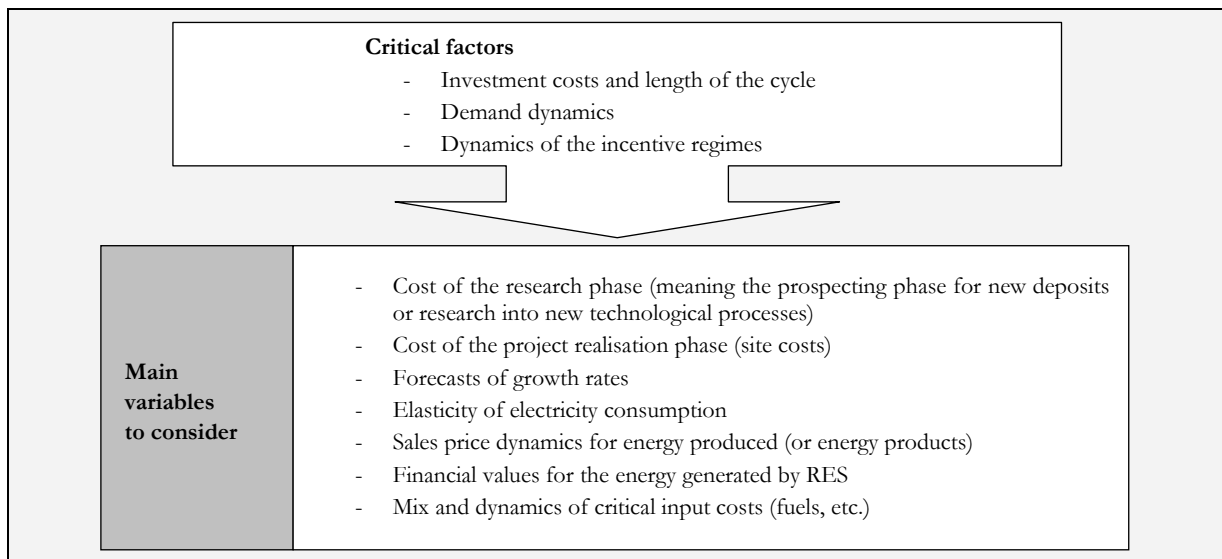 Critical factors
- Investment costs and length of the cycle
- Demand dynamics
- Dynamics of the incentive regimes
Main
variables
to consider
- Cost of the research phase (meaning the prospecting phase for new deposits
or research into new technological processes)
- Cost of the project realisation phase (site costs)
- Forecasts of growth rates
- Elasticity of electricity consumption
- Sales price dynamics for energy produced (or energy products)
- Financial values for the energy generated by RES
- Mix and dynamics of critical input costs (fuels, etc.)